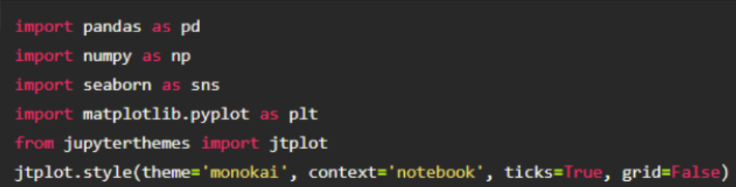 import pandas as pd
import numpy as np
import seaborn as sns
import matplotlib.pyplot as plt
from jupyterthemes import jtplot
jtplot.style(theme='monokai', context='notebook', ticks=True, grid=False)